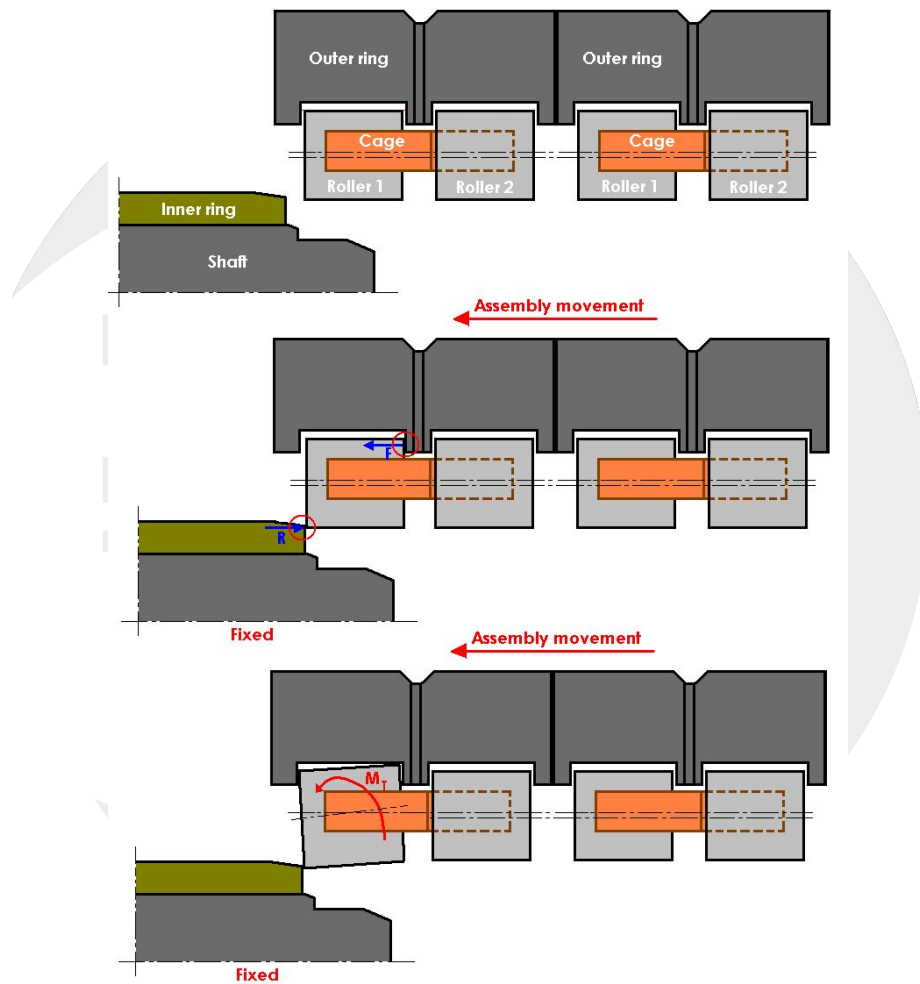 Outer ring
Outer ring
Cage
Cage
Roller 1
Roller 2
Roller 1
Roller 2
Inner ring
Shaft
Assembly movement
F
R
Fixed
Assembly movement
MT
Fixed